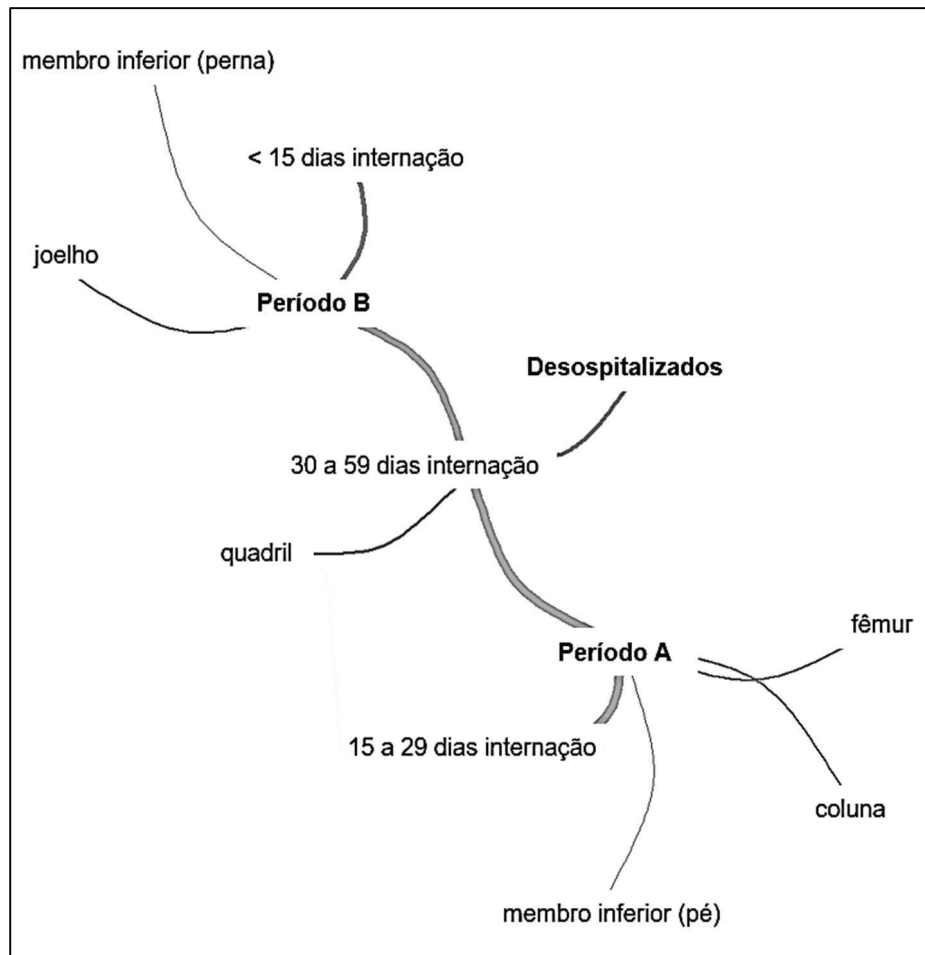 membro inferior (perna)
< 15 dias internação
joelho
Período B
Desospitalizados
30 a 59 dias internação
quadril
fêmur
Período A
15 a 29 dias internação
coluna
membro inferior (pé)